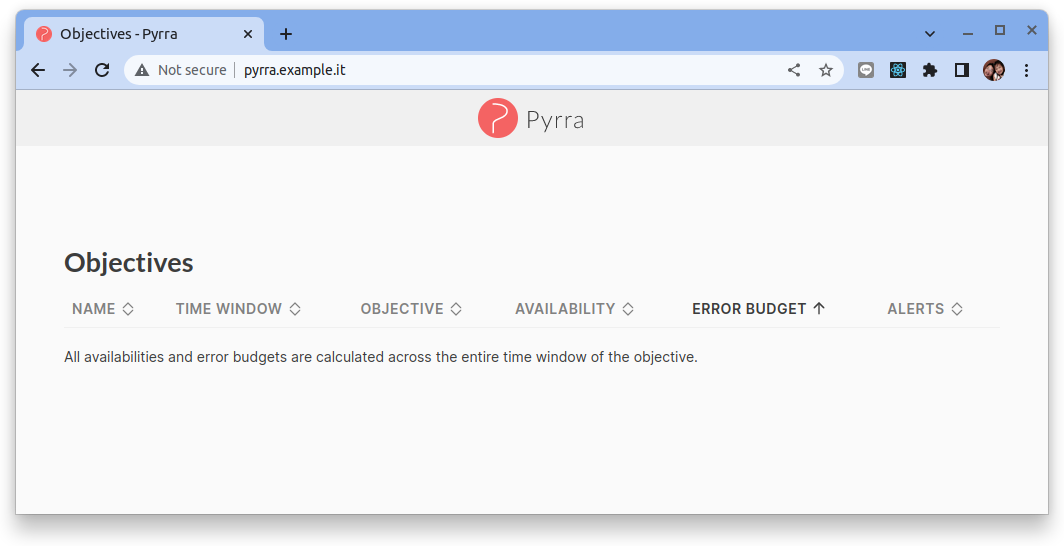 Objectives - Pyrra
Not secure pyrra.example.it
Pyrra
Objectives
NAME TIME WINDOW OBJECTIVE AVAILABILITY ERROR BUDGET ALERTS
All availabilities and error budgets are calculated across the entire time window of the objective.